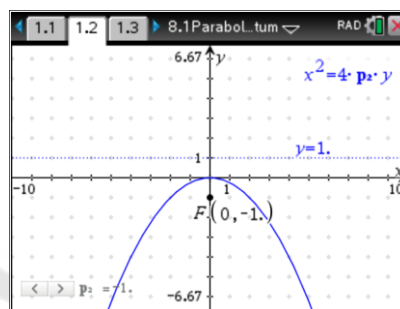 1.1 1.2 1.3 8.1Parabol...tum RAD
6.67 y
x²=4· p₂· y
y=1.
1
x
-10 1 10
F (0,-1.)
< > p₂ =-1.
-6.67